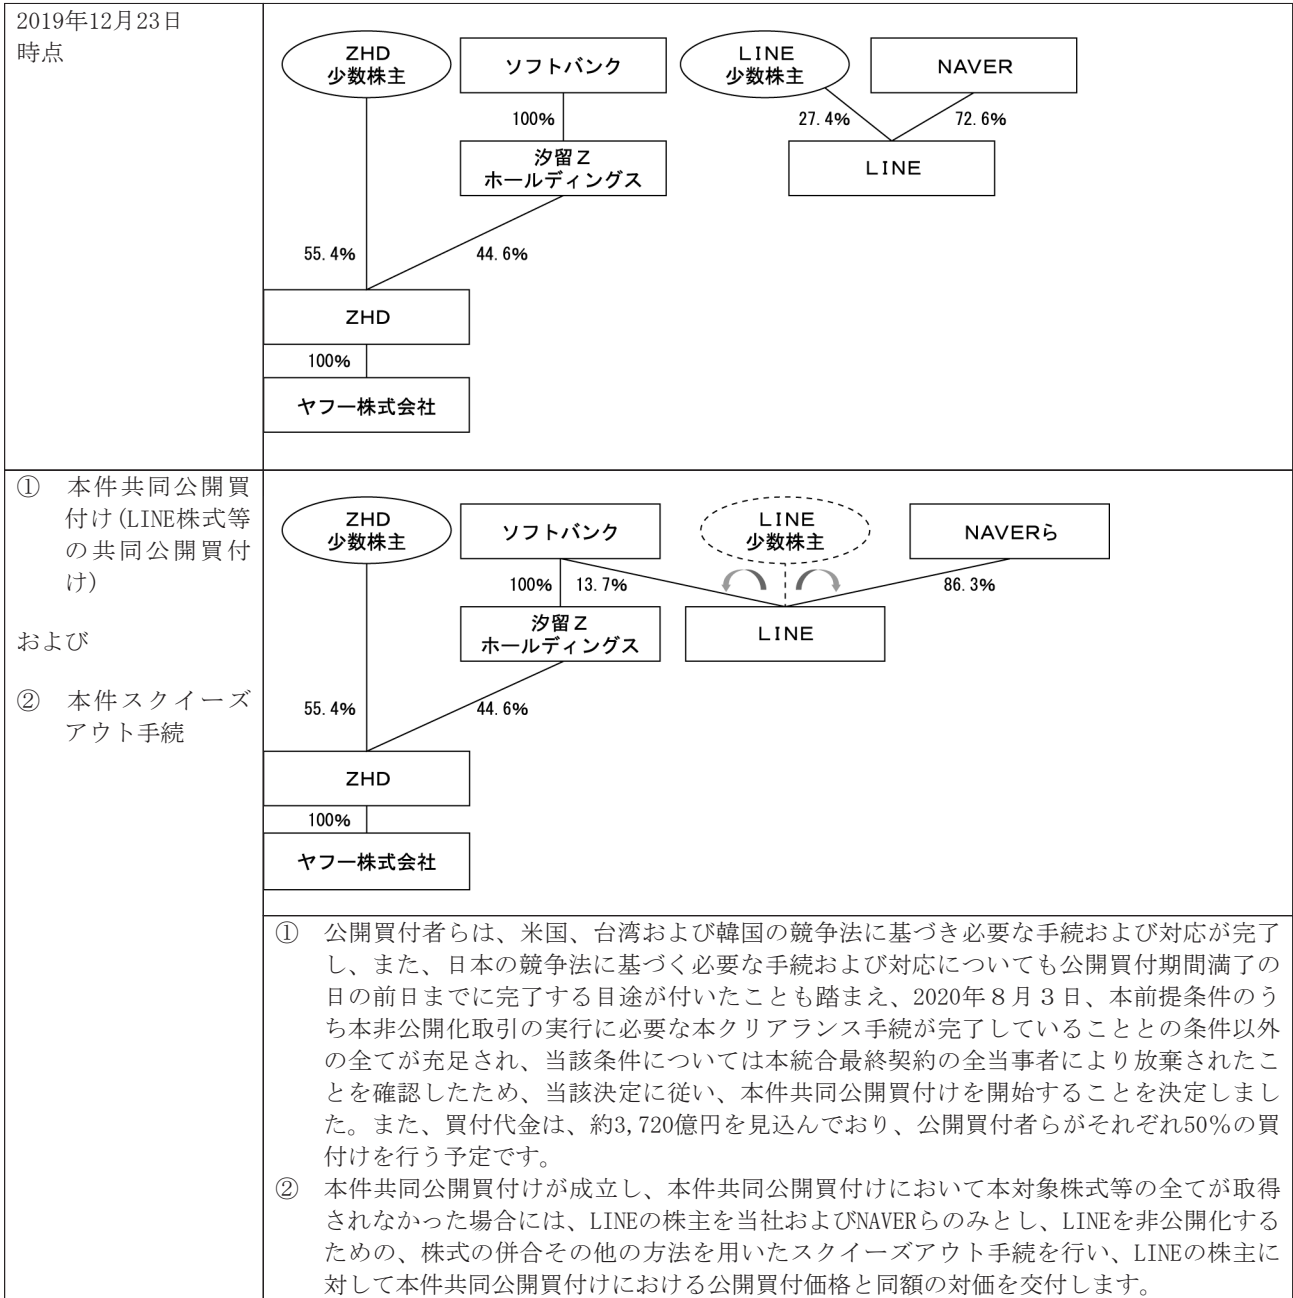 2019年12月23日
時点
ZHD
少数株主
ソフトバンク
LINE
少数株主
NAVER
100%
27.4%
72.6%
汐留Z
ホールディングス
LINE
55.4%
44.6%
ZHD
100%
ヤフー株式会社
① 本件共同公開買
付け(LINE株式等
の共同公開買付
け)
および
② 本件スクイーズ
アウト手続
ZHD
少数株主
ソフトバンク
LINE
少数株主
NAVERら
100%
13.7%
86.3%
汐留Z
ホールディングス
LINE
55.4%
44.6%
ZHD
100%
ヤフー株式会社
① 公開買付者らは、米国、台湾および韓国の競争法に基づき必要な手続および対応が完了
し、また、日本の競争法に基づく必要な手続および対応についても公開買付期間満了の
日の前日までに完了する目途が付いたことも踏まえ、2020年8月3日、本前提条件のう
ち本非公開化取引の実行に必要な本クリアランス手続が完了していることとの条件以外
の全てが充足され、当該条件については本統合最終契約の全当事者により放棄されたこ
とを確認したため、当該決定に従い、本件共同公開買付けを開始することを決定しまし
た。また、買付代金は、約3,720億円を見込んでおり、公開買付者らがそれぞれ50%の買
付けを行う予定です。
② 本件共同公開買付けが成立し、本件共同公開買付けにおいて本対象株式等の全てが取得
されなかった場合には、LINEの株主を当社およびNAVERらのみとし、LINEを非公開化する
ための、株式の併合その他の方法を用いたスクイーズアウト手続を行い、LINEの株主に
対して本件共同公開買付けにおける公開買付価格と同額の対価を交付します。